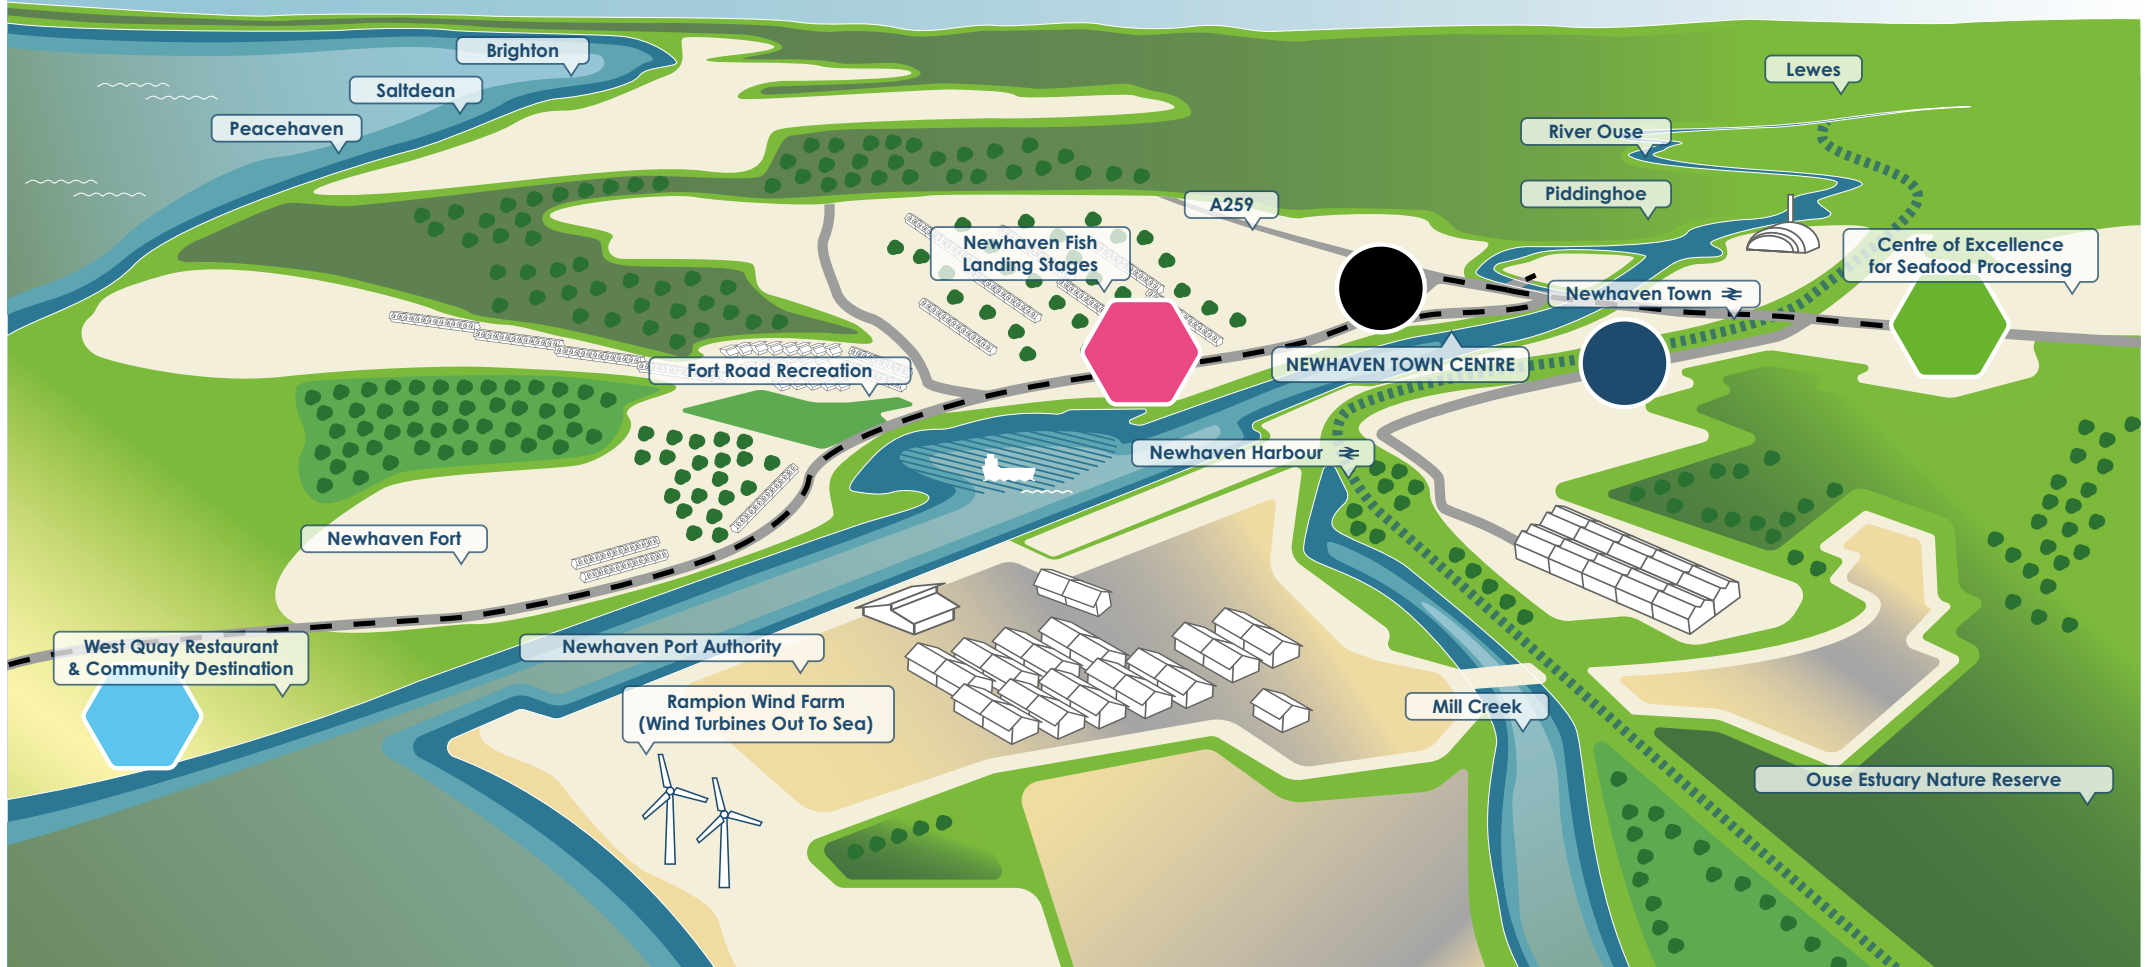 Brighton
Saltdean
Peacehaven
Lewes
River Ouse
Piddinghoe
A259
Newhaven Fish
Landing Stages
Centre of Excellence
for Seafood Processing
Newhaven Town
NEWHAVEN TOWN CENTRE
Fort Road Recreation
Newhaven Harbour
Newhaven Fort
West Quay Restaurant
& Community Destination
Newhaven Port Authority
Rampion Wind Farm
(Wind Turbines Out To Sea)
Mill Creek
Ouse Estuary Nature Reserve